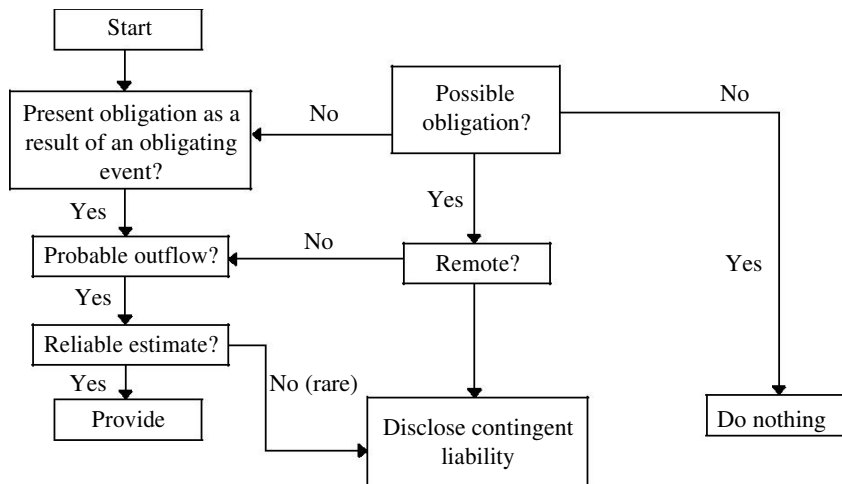 Start
Present obligation as a
result of an obligating
event?
No
Possible
obligation?
No
Yes
Yes
Probable outflow?
No
Remote?
Yes
Yes
Reliable estimate?
No (rare)
Yes
Provide
Disclose contingent
liability
Do nothing